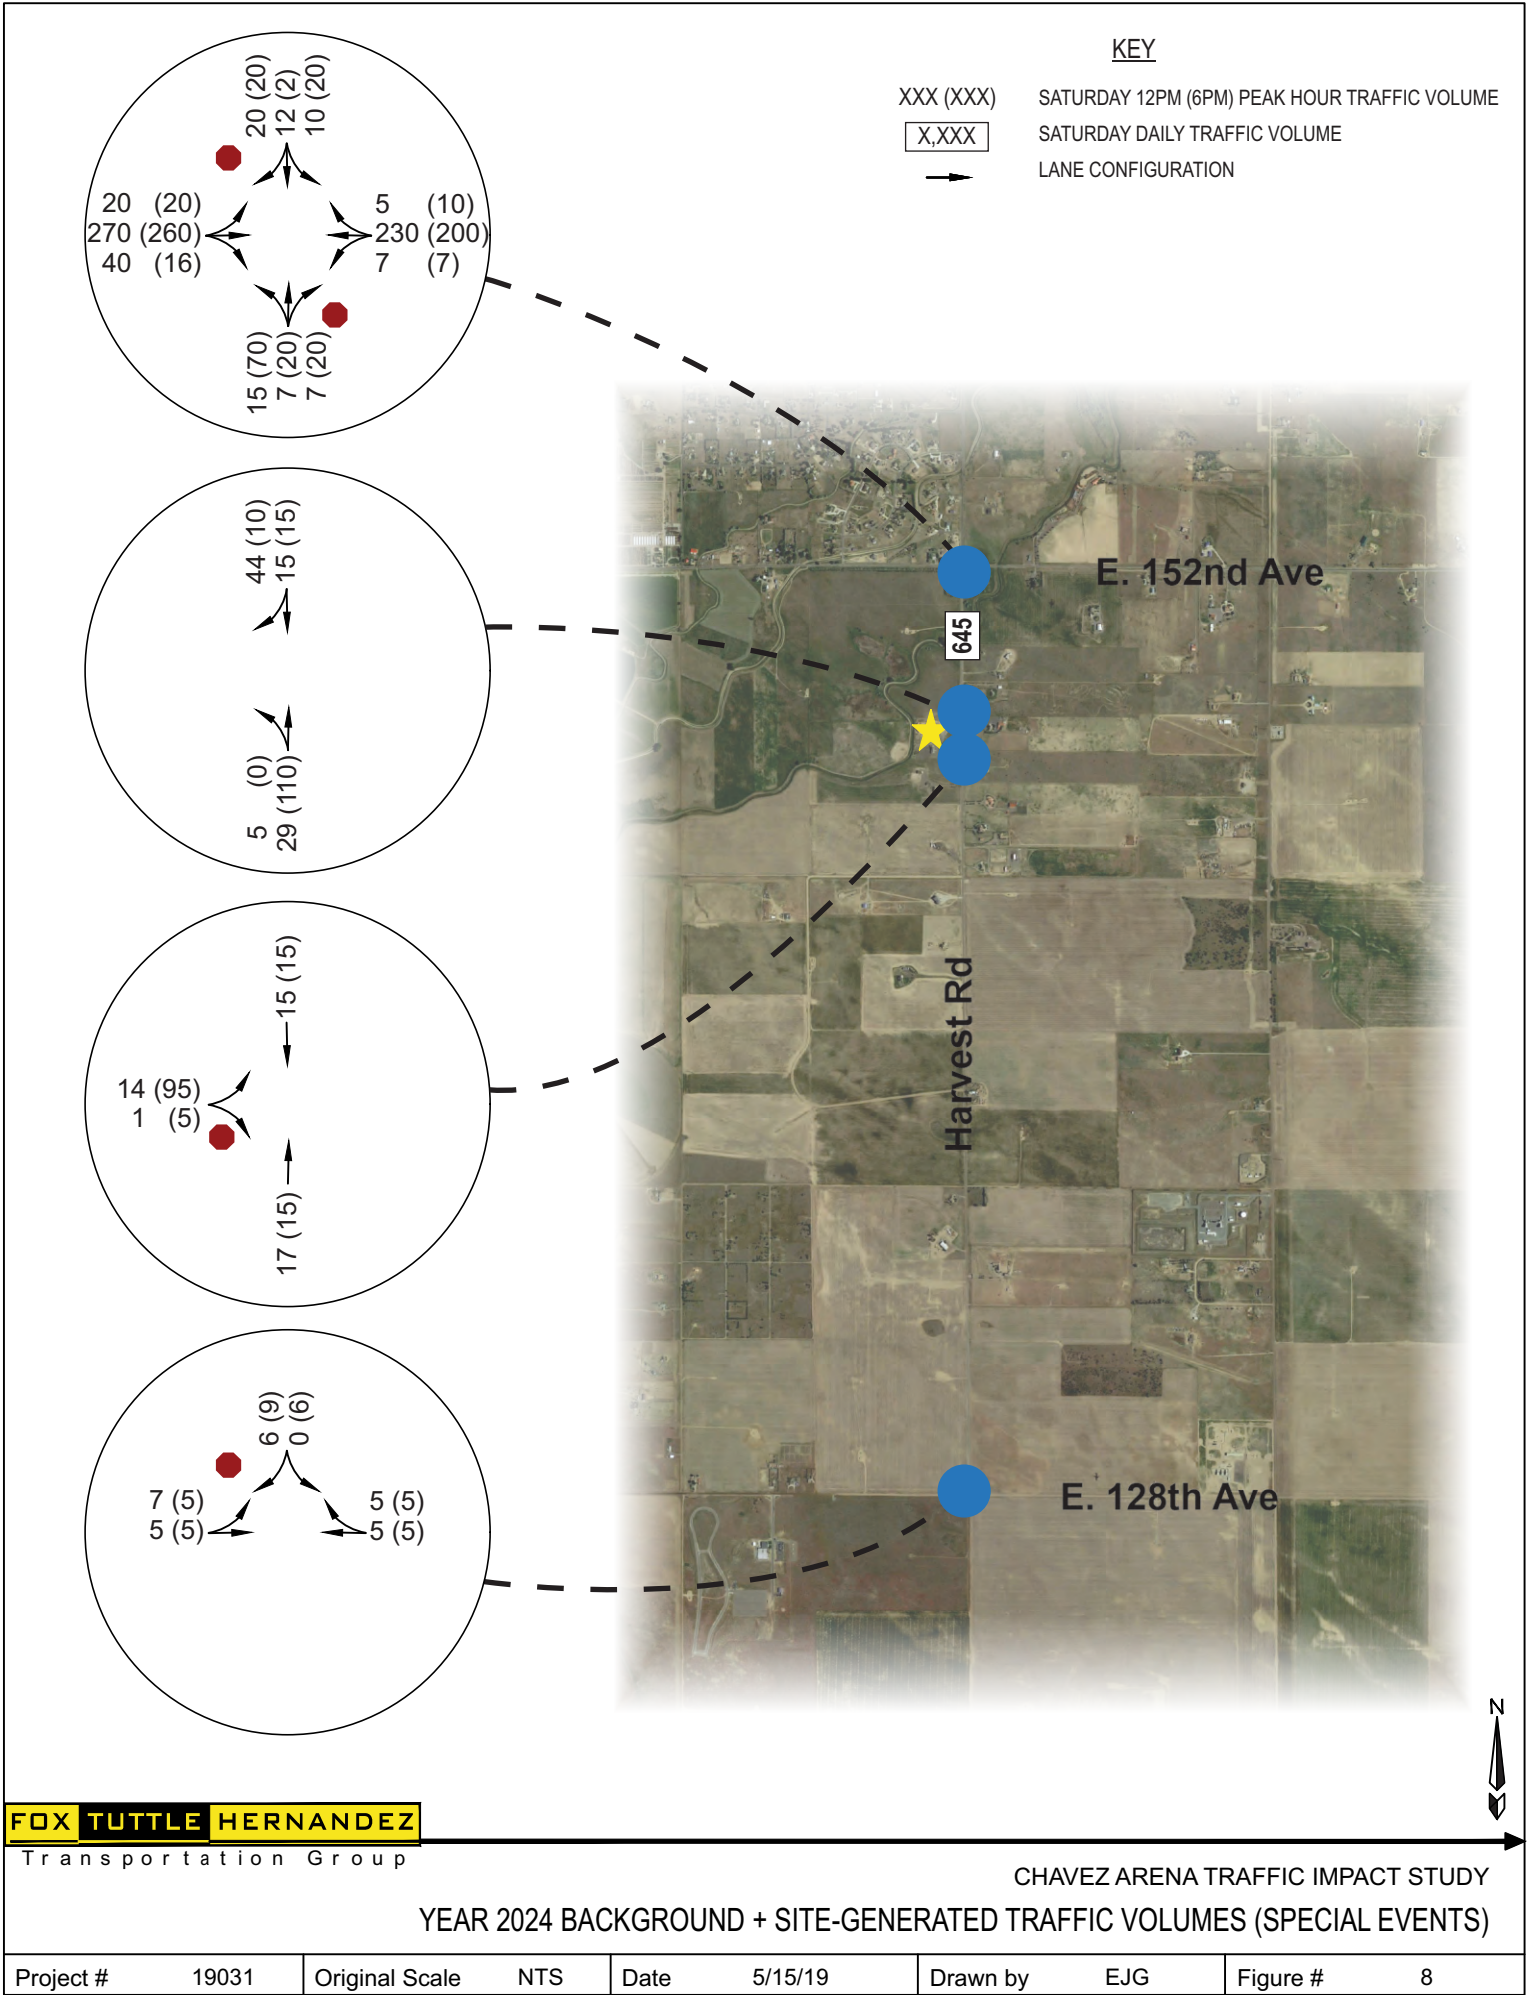 KEY
XXX (XXX) SATURDAY 12PM (6PM) PEAK HOUR TRAFFIC VOLUME
X,XXX SATURDAY DAILY TRAFFIC VOLUME
LANE CONFIGURATION
20 (20)
12 (2)
10 (20)
20 (20)
270 (260)
40 (16)
5 (10)
230 (200)
7 (7)
15 (70)
7 (20)
7 (20)
44 (10)
15 (15)
5 (0)
29 (110)
15 (15)
14 (95)
1 (5)
17 (15)
6 (9)
0 (6)
7 (5)
5 (5)
5 (5)
5 (5)
E. 152nd Ave
645
Harvest Rd
E. 128th Ave
N
FOX TUTTLE HERNANDEZ
Transportation Group
CHAVEZ ARENA TRAFFIC IMPACT STUDY
YEAR 2024 BACKGROUND + SITE-GENERATED TRAFFIC VOLUMES (SPECIAL EVENTS)
Project # 19031 Original Scale NTS Date 5/15/19 Drawn by EJG Figure # 8